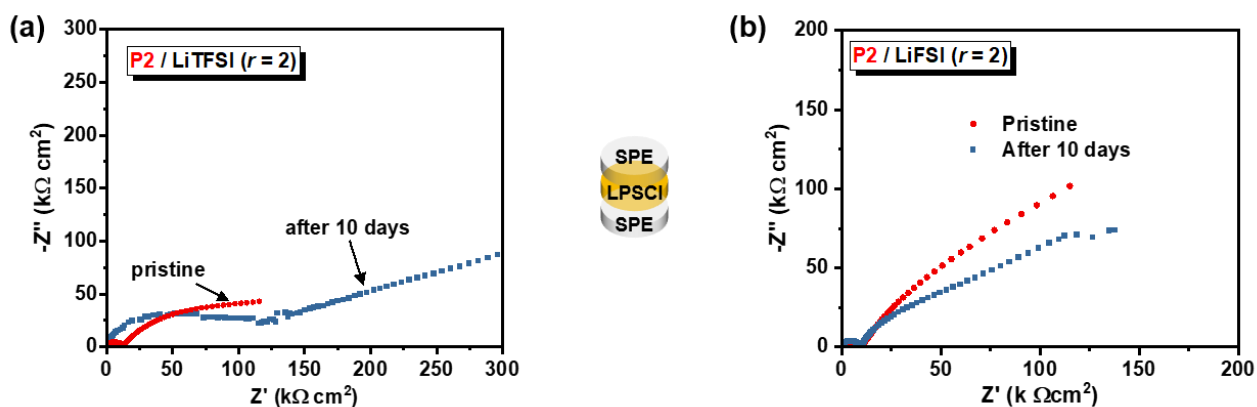 (a)
P2 / LiTFSI (r = 2)
pristine
after 10 days
-Z'' (kΩ cm²)
300
250
200
150
100
50
0
0 50 100 150 200 250 300
Z' (kΩ cm²)
SPE
LPSCl
SPE
(b)
P2 / LiFSI (r = 2)
Pristine
After 10 days
-Z'' (kΩ cm²)
200
150
100
50
0
0 50 100 150 200
Z' (k Ωcm²)